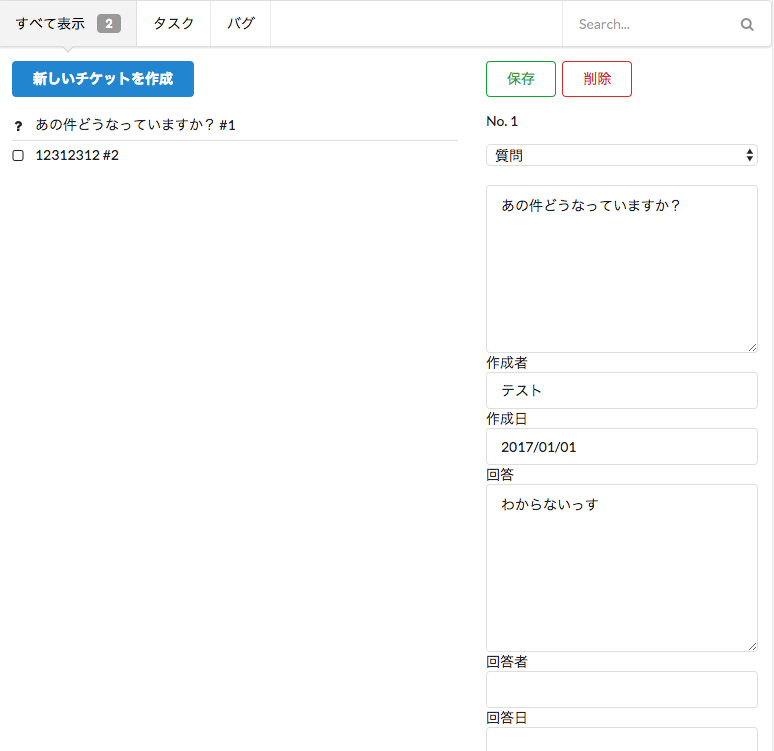 すべて表示 2 タスク バグ Search...
新しいチケットを作成
あの件どうなっていますか？ #1
12312312 #2
保存 削除
No. 1
質問
あの件どうなっていますか？
作成者
テスト
作成日
2017/01/01
回答
わからないっす
回答者
回答日